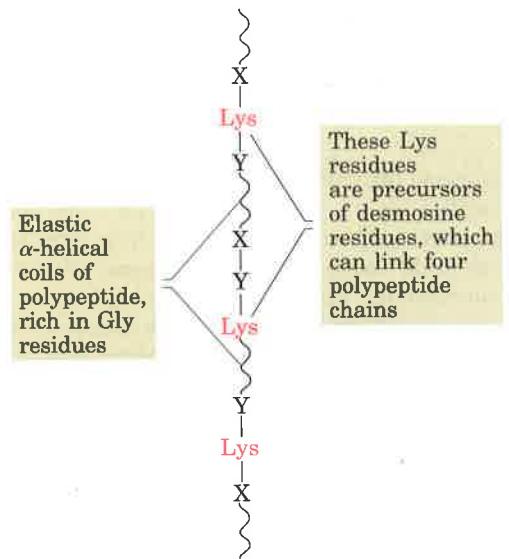 X
Lys
Y
X
Y
Lys
Y
Lys
X
Elastic
α-helical
coils of
polypeptide,
rich in Gly
residues
These Lys
residues
are precursors
of desmosine
residues, which
can link four
polypeptide
chains